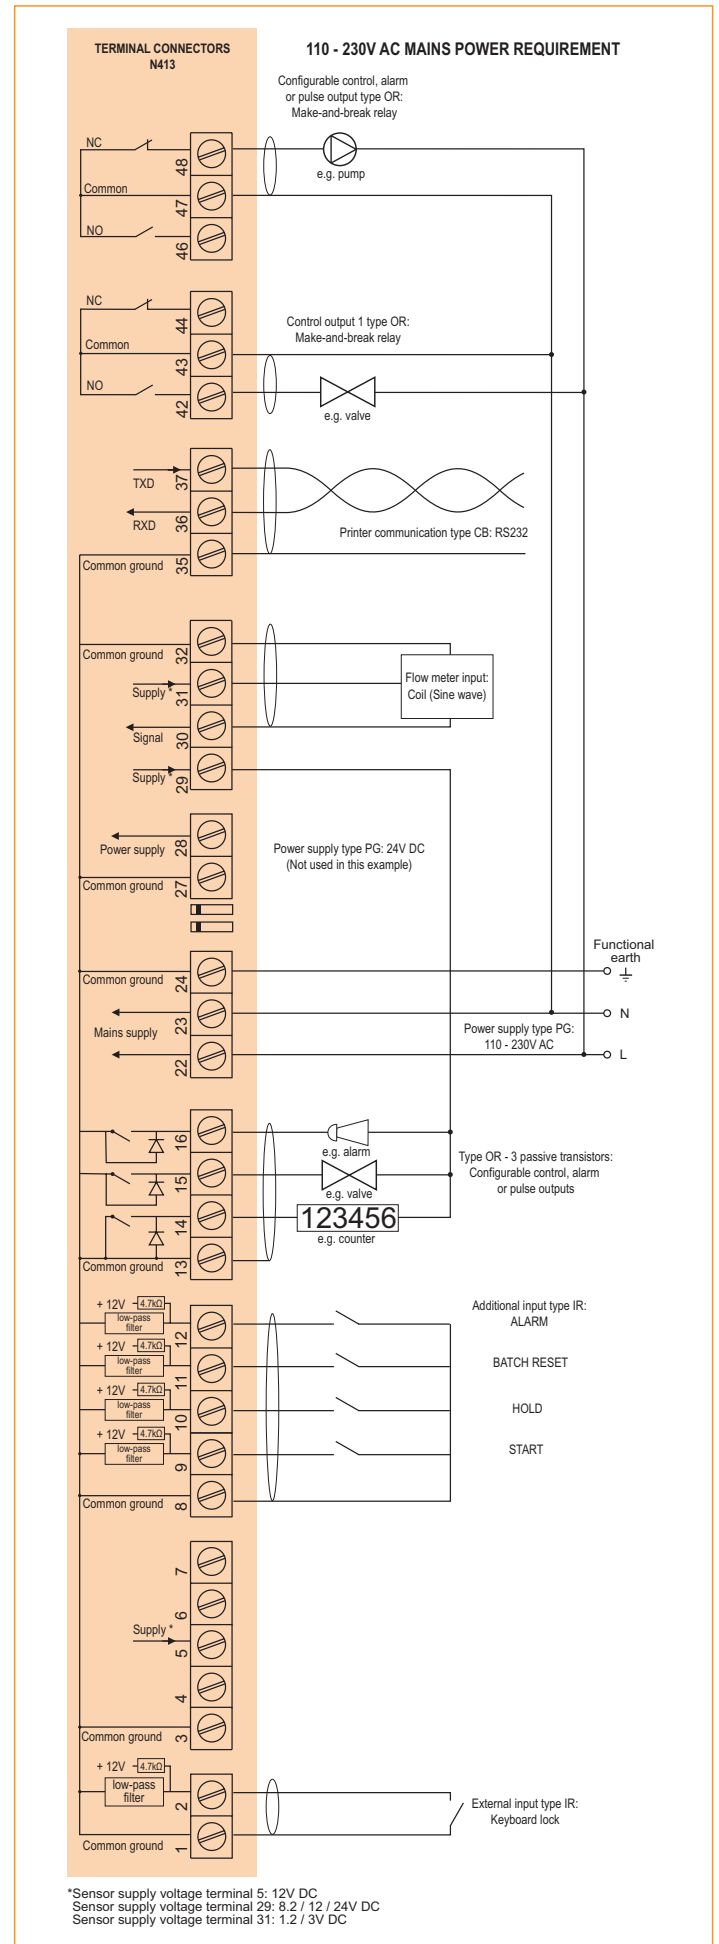 TERMINAL CONNECTORS
N413
110 - 230V AC MAINS POWER REQUIREMENT
Configurable control, alarm
or pulse output type OR:
Make-and-break relay
NC
48
e.g. pump
Common
47
NO
46
NC
44
Control output 1 type OR:
Make-and-break relay
Common
43
NO
42
e.g. valve
37
TXD
36
RXD
Printer communication type CB: RS232
35
Common ground
32
Common ground
Flow meter input:
Coil (Sine wave)
31
Supply *
30
Signal
29
Supply *
28
Power supply
Power supply type PG: 24V DC
(Not used in this example)
27
Common ground
Functional
earth
24
Common ground
23
N
Mains supply
Power supply type PG:
110 - 230V AC
22
L
16
e.g. alarm
Type OR - 3 passive transistors:
Configurable control, alarm
or pulse outputs
15
e.g. valve
14
123456
e.g. counter
13
Common ground
+ 12V
4.7kΩ
low-pass
filter
12
Additional input type IR:
ALARM
+ 12V
4.7kΩ
low-pass
filter
11
BATCH RESET
+ 12V
4.7kΩ
low-pass
filter
10
HOLD
+ 12V
4.7kΩ
low-pass
filter
9
START
8
Common ground
7
6
Supply *
5
4
3
Common ground
+ 12V
4.7kΩ
low-pass
filter
2
External input type IR:
Keyboard lock
1
Common ground
*Sensor supply voltage terminal 5: 12V DC
Sensor supply voltage terminal 29: 8.2 / 12 / 24V DC
Sensor supply voltage terminal 31: 1.2 / 3V DC